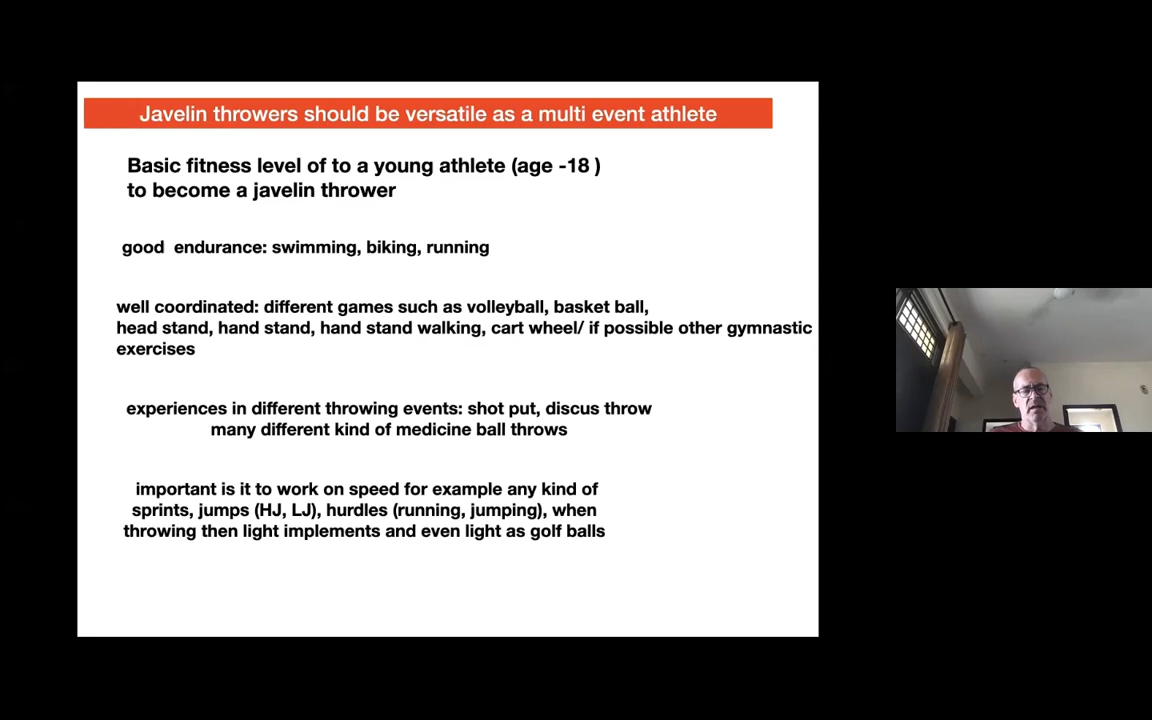 Javelin throwers should be versatile as a multi event athlete
Basic fitness level of to a young athlete (age -18 )
to become a javelin thrower
good endurance: swimming, biking, running
well coordinated: different games such as volleyball, basket ball,
head stand, hand stand, hand stand walking, cart wheel/ if possible other gymnastic
exercises
experiences in different throwing events: shot put, discus throw
many different kind of medicine ball throws
important is it to work on speed for example any kind of
sprints, jumps (HJ, LJ), hurdles (running, jumping), when
throwing then light implements and even light as golf balls